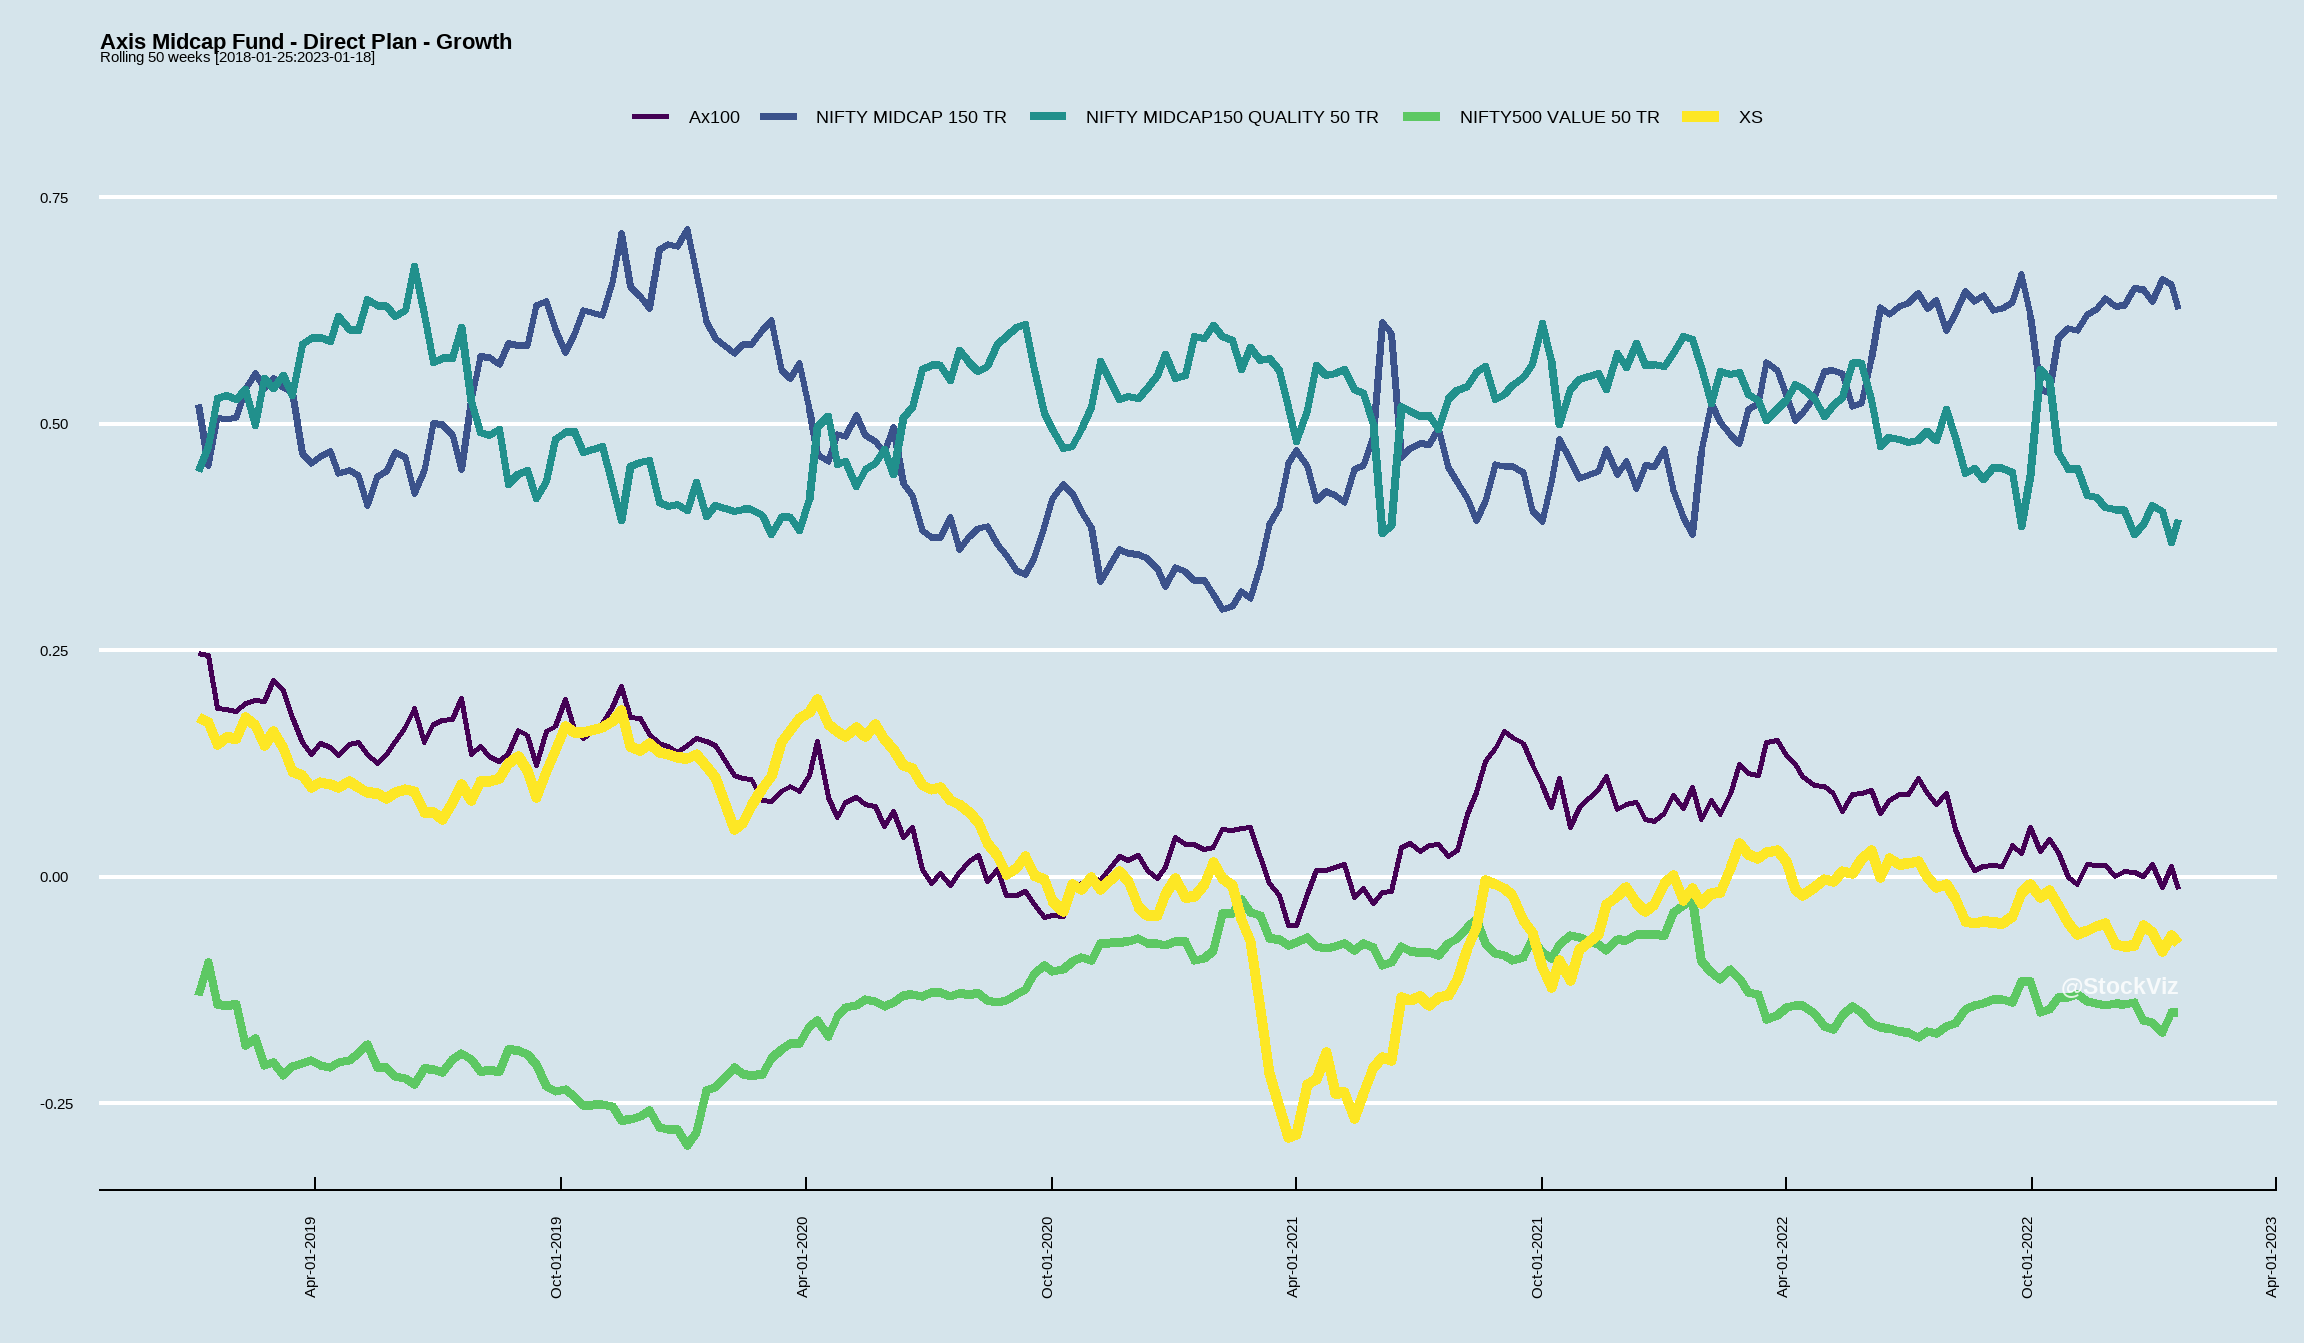 Axis Midcap Fund - Direct Plan - Growth
Rolling 50 weeks [2018-01-25:2023-01-18]
Ax100 NIFTY MIDCAP 150 TR NIFTY MIDCAP150 QUALITY 50 TR NIFTY500 VALUE 50 TR XS
0.75
0.50
0.25
0.00
@StockViz
-0.25
Apr-01-2019 Oct-01-2019 Apr-01-2020 Oct-01-2020 Apr-01-2021 Oct-01-2021 Apr-01-2022 Oct-01-2022 Apr-01-2023